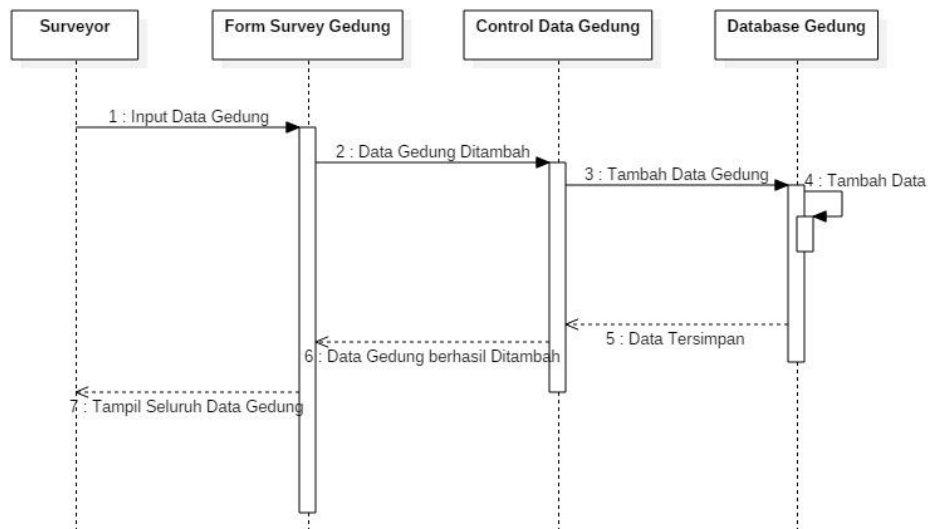 Surveyor
Form Survey Gedung
Control Data Gedung
Database Gedung
1 : Input Data Gedung
2 : Data Gedung Ditambah
3 : Tambah Data Gedung
4 : Tambah Data
5 : Data Tersimpan
6 : Data Gedung berhasil Ditambah
7 : Tampil Seluruh Data Gedung